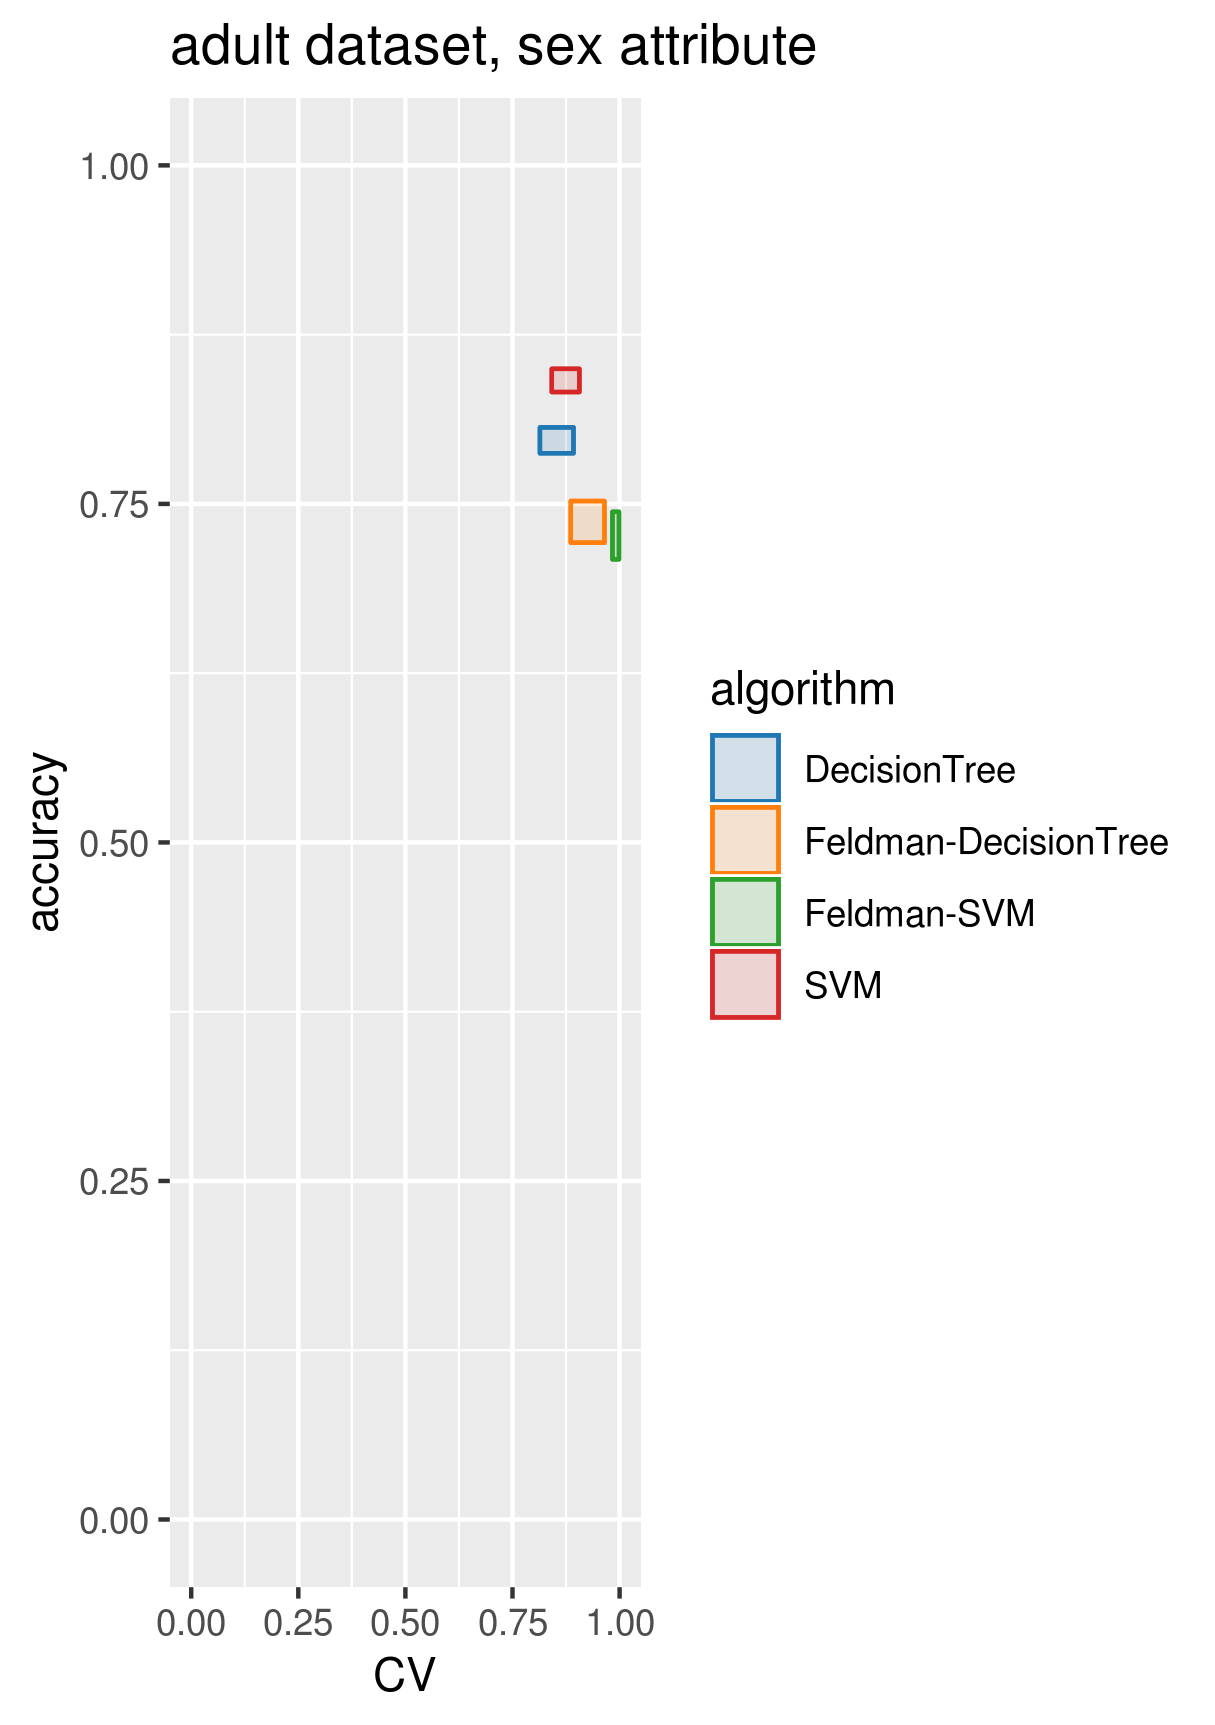 adult dataset, sex attribute
1.00
0.75
0.50
0.25
0.00
accuracy
0.00 0.25 0.50 0.75 1.00
CV
algorithm
DecisionTree
Feldman-DecisionTree
Feldman-SVM
SVM